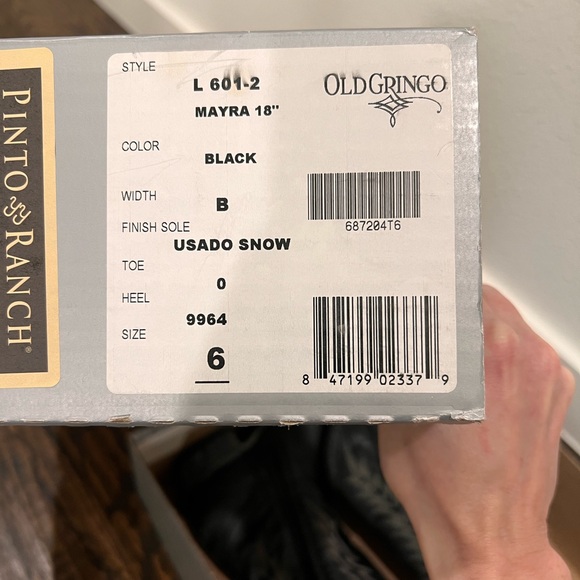 PINTO RANCH®
STYLE
L 601-2
MAYRA 18"
OLD GRINGO
COLOR
BLACK
WIDTH
B
687204T6
FINISH SOLE
USADO SNOW
TOE
0
HEEL
9964
SIZE
6
8 47199 02337 9